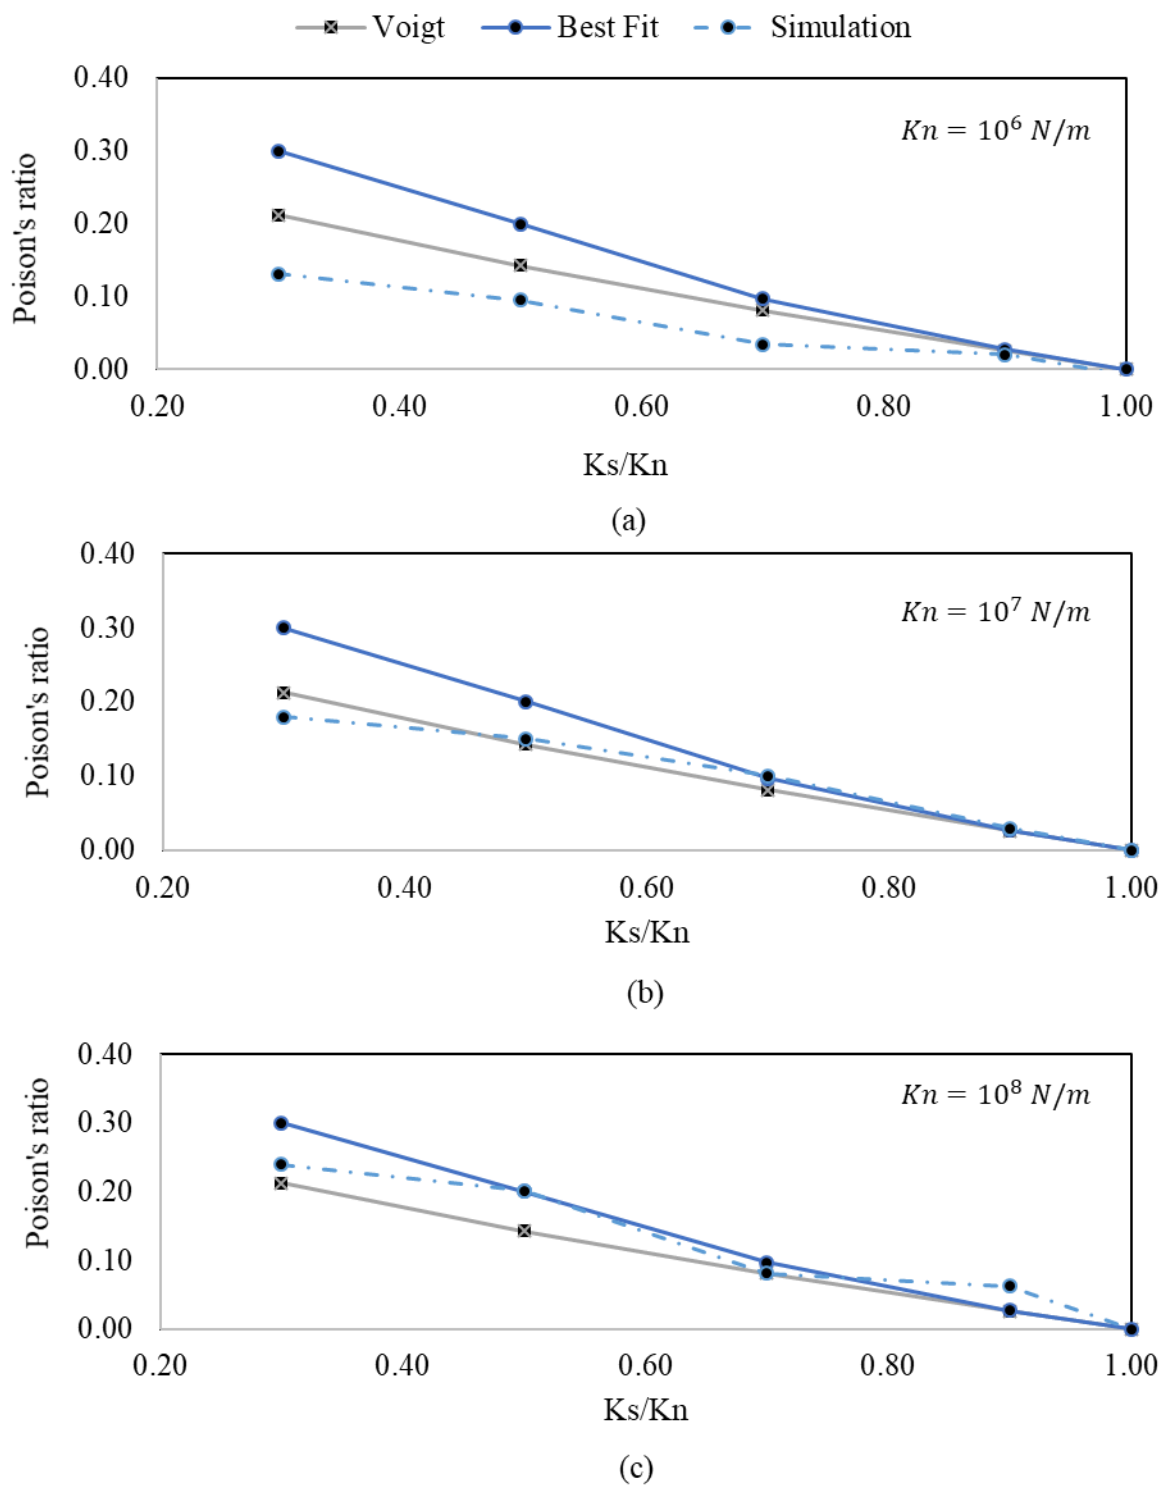 Voigt Best Fit Simulation
0.40
0.30
0.20
0.10
0.00
Poison's ratio
Kn = 10⁶ N/m
0.20 0.40 0.60 0.80 1.00
Ks/Kn
(a)
0.40
0.30
0.20
0.10
0.00
Poison's ratio
Kn = 10⁷ N/m
0.20 0.40 0.60 0.80 1.00
Ks/Kn
(b)
0.40
0.30
0.20
0.10
0.00
Poison's ratio
Kn = 10⁸ N/m
0.20 0.40 0.60 0.80 1.00
Ks/Kn
(c)